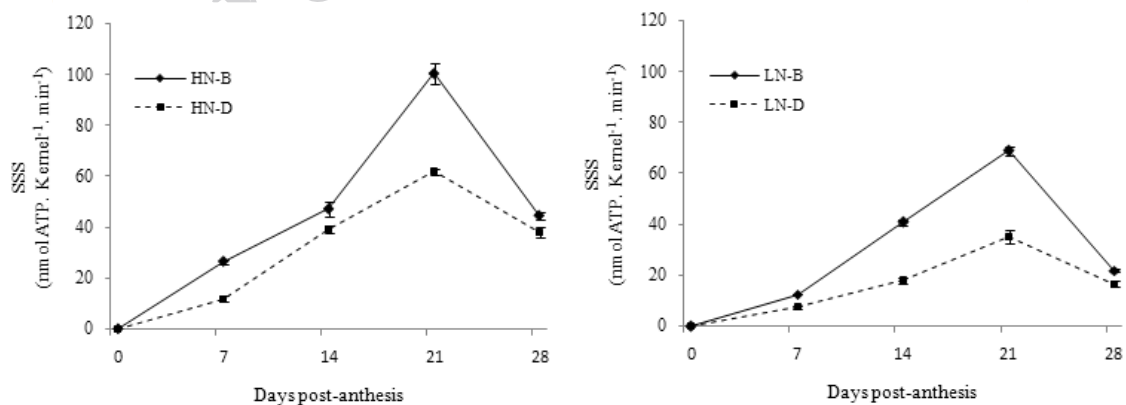 120
100
80
60
40
20
0
SSS
(nmol ATP. Kernel-1. min-1)
HN-B
HN-D
0 7 14 21 28
Days post-anthesis
120
100
80
60
40
20
0
SSS
(nmol ATP. Kernel-1. min-1)
LN-B
LN-D
0 7 14 21 28
Days post-anthesis